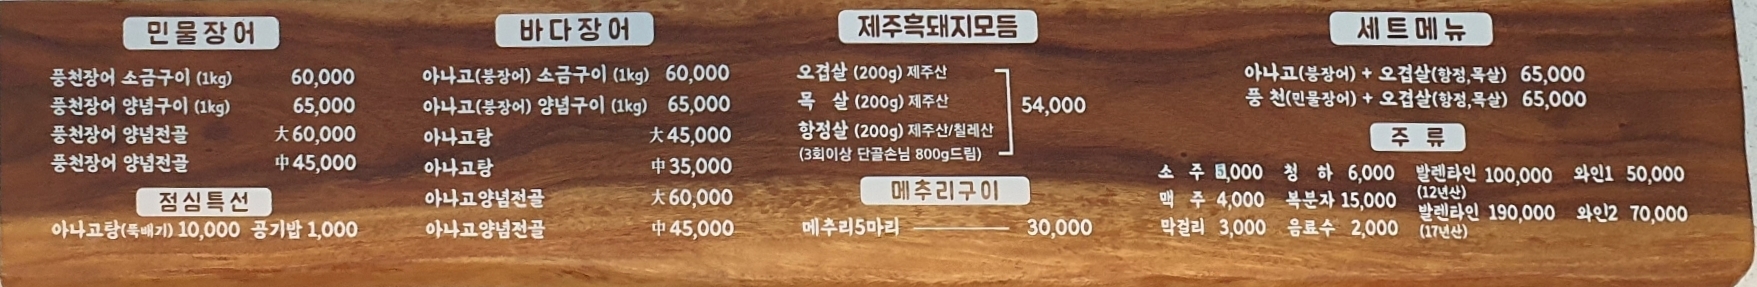 민물장어
풍천장어 소금구이 (1kg) 60,000
풍천장어 양념구이 (1kg) 65,000
풍천장어 양념전골 大60,000
풍천장어 양념전골 中45,000
점심특선
아나고탕(뚝배기) 10,000 공기밥 1,000
바다장어
아나고(붕장어) 소금구이 (1kg) 60,000
아나고(붕장어) 양념구이 (1kg) 65,000
아나고탕 大45,000
아나고탕 中35,000
아나고양념전골 大60,000
아나고양념전골 中45,000
제주흑돼지모듬
오겹살 (200g) 제주산
목 살 (200g) 제주산 54,000
항정살 (200g) 제주산/칠레산
(3회이상 단골손님 800g드림)
메추리구이
메추리5마리 30,000
세트메뉴
아나고(붕장어) + 오겹살(항정,목살) 65,000
풍 천(민물장어) + 오겹살(항정,목살) 65,000
주 류
소 주 ,000 청 하 6,000 발렌타인 100,000 와인1 50,000
(12년산)
맥 주 4,000 복분자 15,000 발렌타인 190,000 와인2 70,000
막걸리 3,000 음료수 2,000 (17년산)